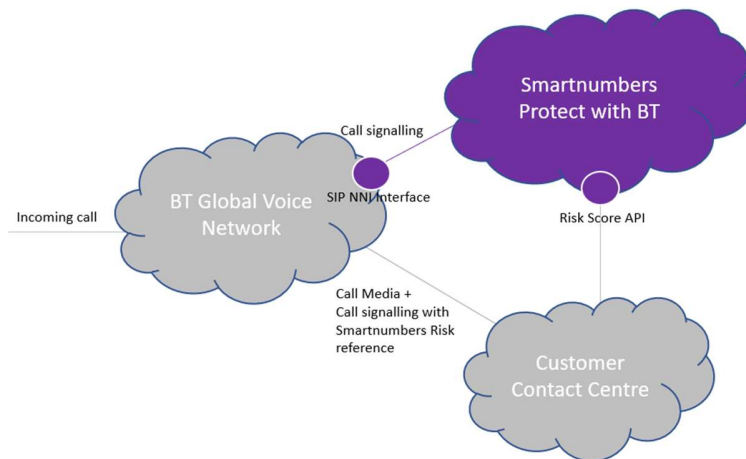 Smartnumbers
Protect with BT
Call signalling
BT Global Voice
Network
SIP NNI Interface
Incoming call
Risk Score API
Call Media +
Call signalling with
Smartnumbers Risk
reference
Customer
Contact Centre